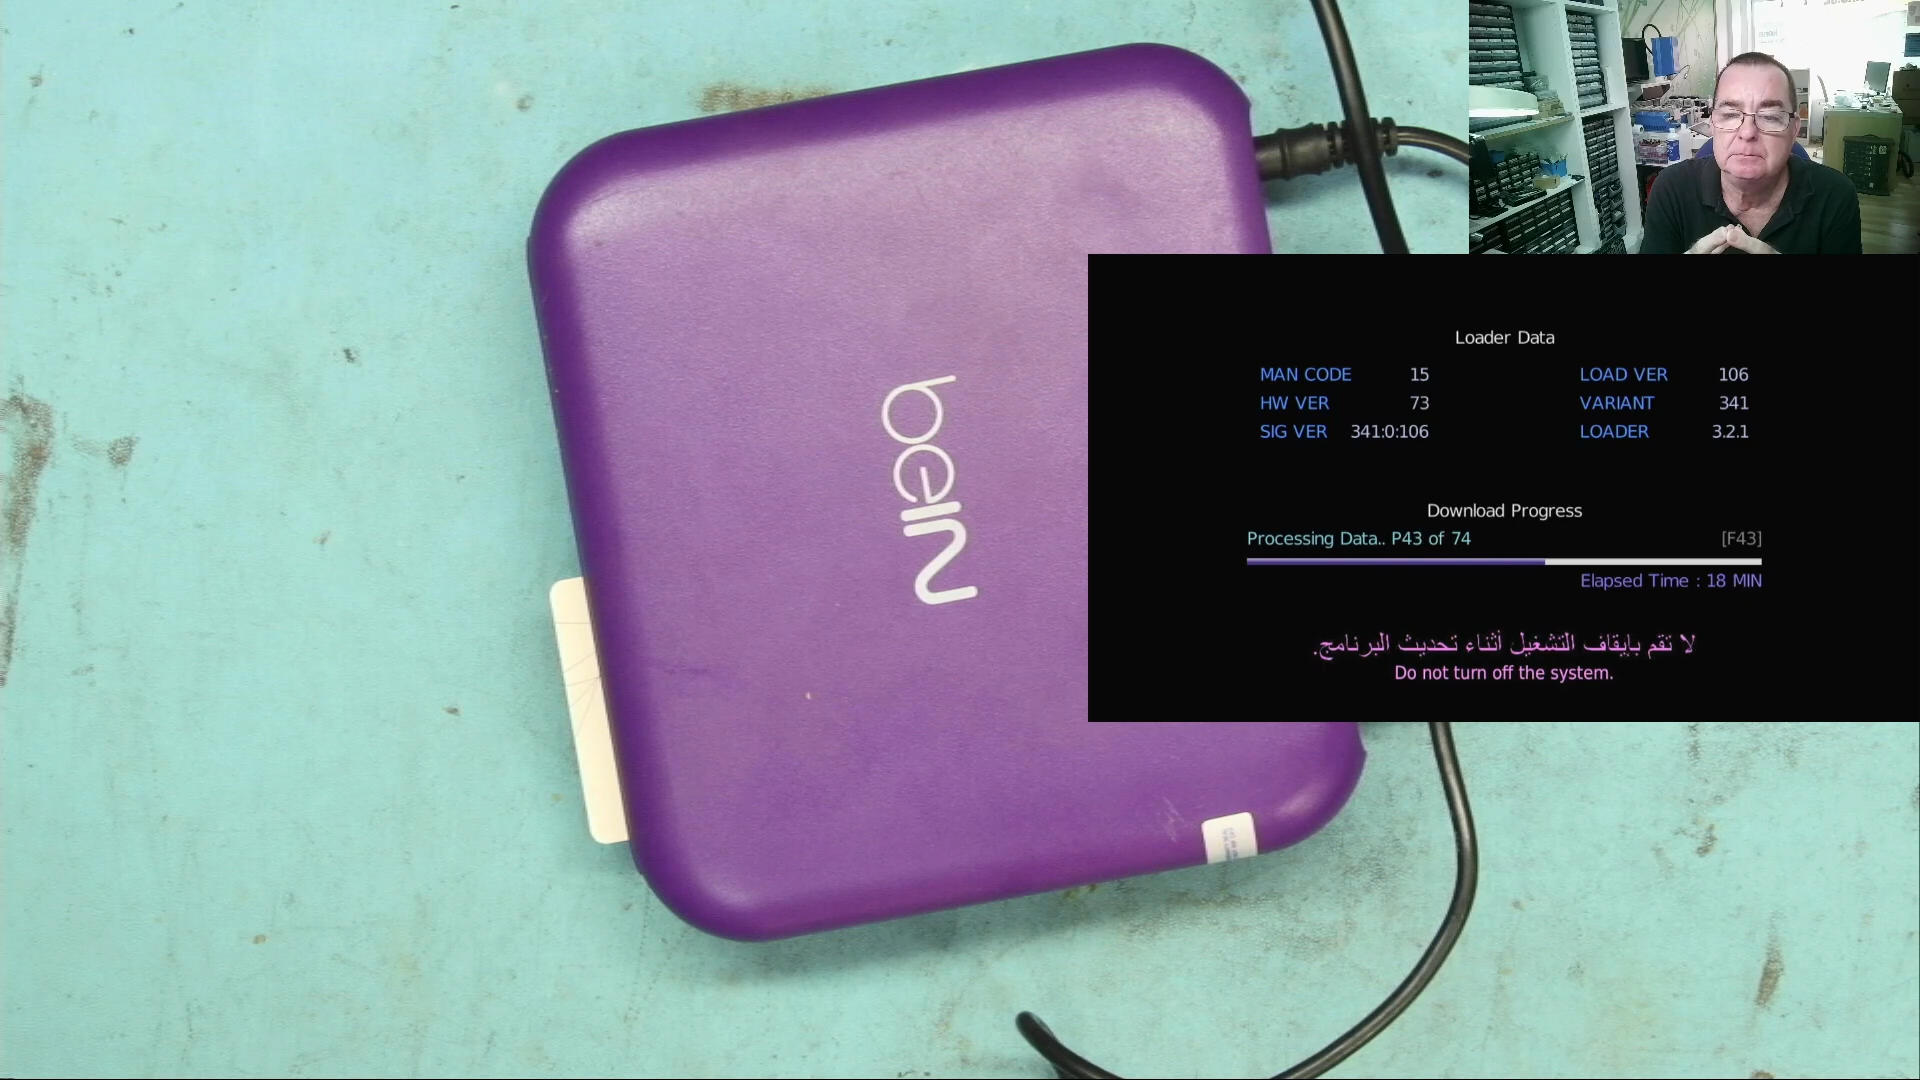 beIN
Loader Data
MAN CODE 15 LOAD VER 106
HW VER 73 VARIANT 341
SIG VER 341:0:106 LOADER 3.2.1
Download Progress
Processing Data.. P43 of 74 [F43]
Elapsed Time : 18 MIN
لا تقم بإيقاف التشغيل أثناء تحديث البرنامج.
Do not turn off the system.